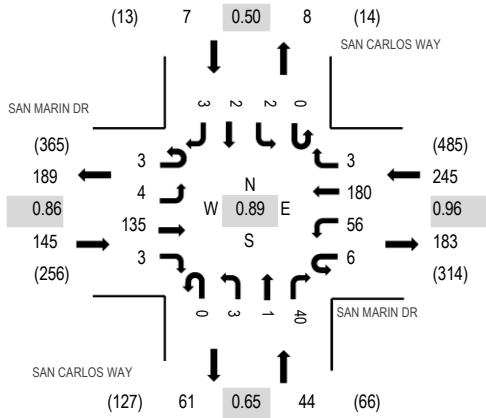 (13) 7 0.50 8 (14)
SAN CARLOS WAY
SAN MARIN DR
3 2 2 0
(365)
189
0.86
145
(256)
3
4
135
3
N
W 0.89 E
S
3
180
56
6
(485)
245
0.96
183
(314)
0 3 1 40
SAN MARIN DR
SAN CARLOS WAY
(127) 61 0.65 44 (66)